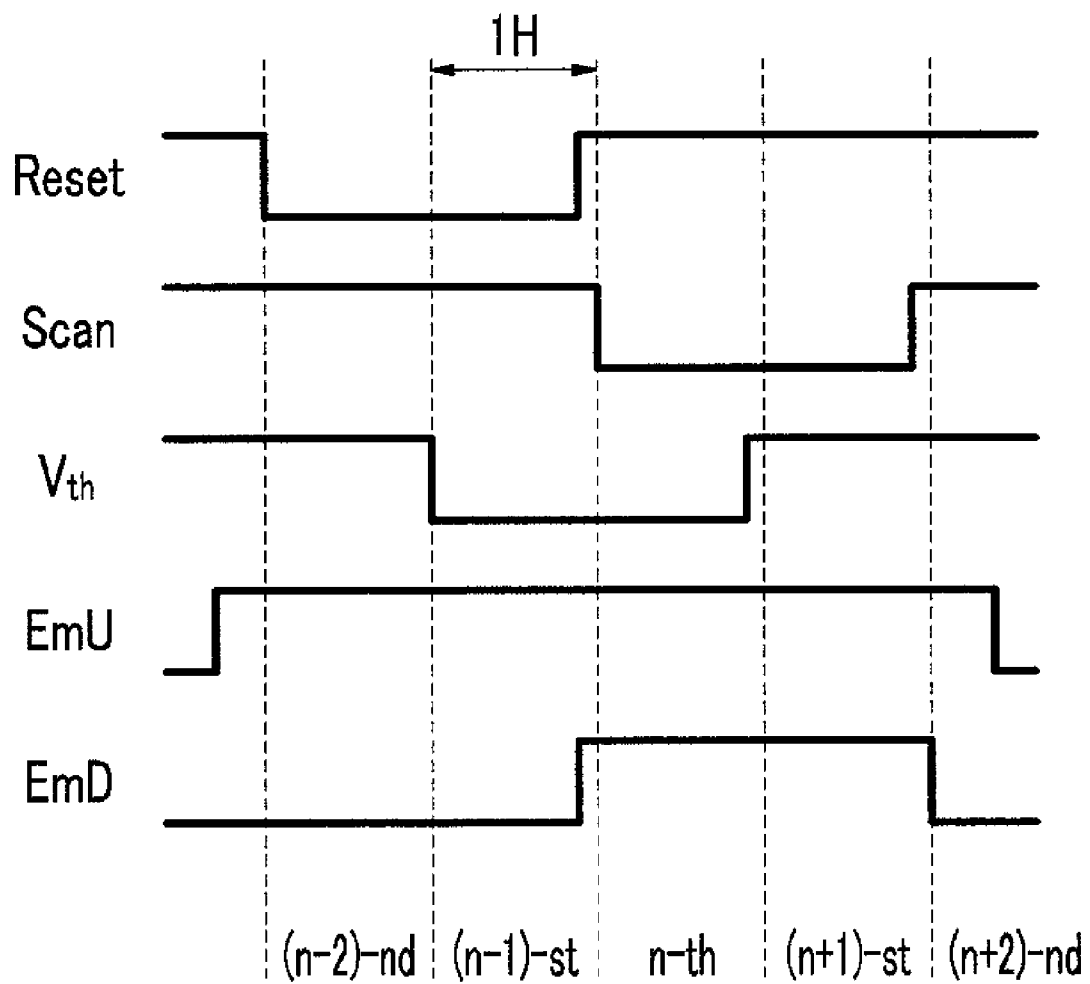 1H
Reset
Scan
Vth
EmU
EmD
(n-2)-nd (n-1)-st n-th (n+1)-st (n+2)-nd